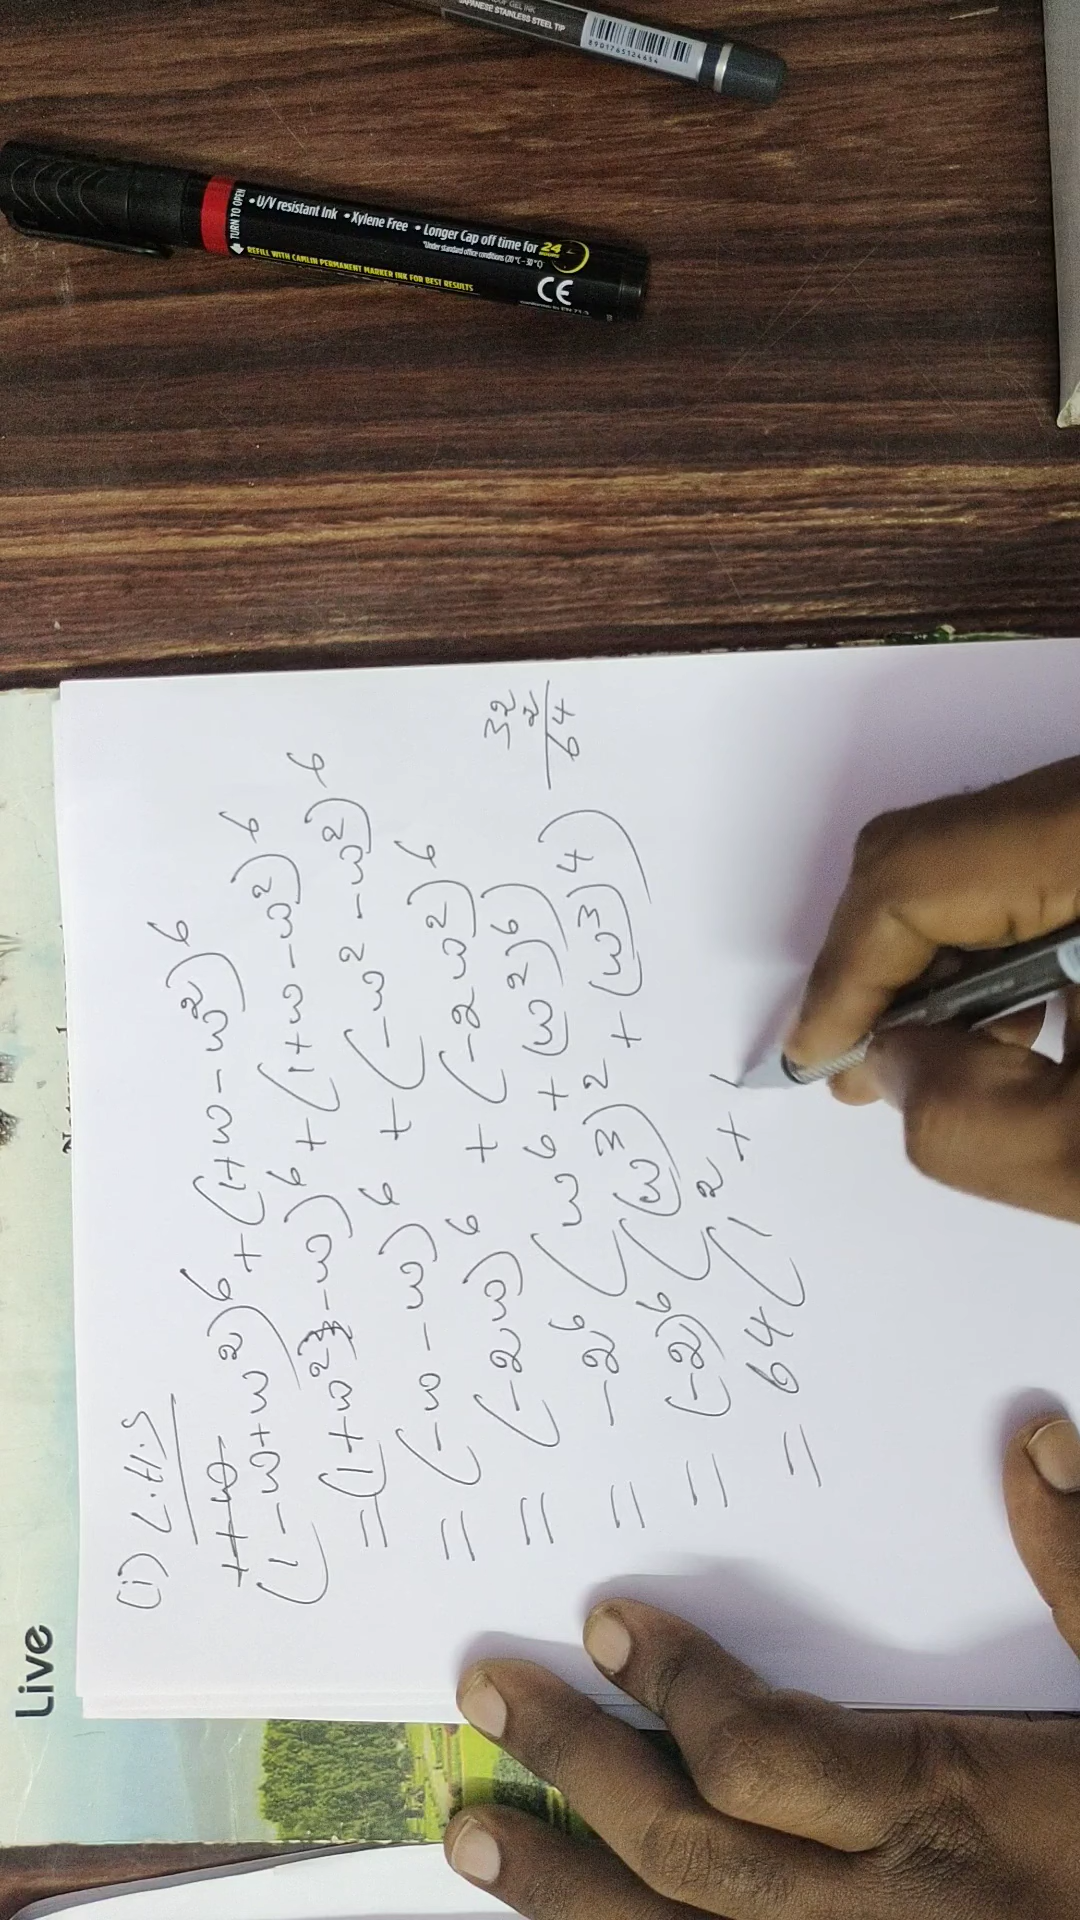 (i) L.H.S
1+ω-
(1-ω+ω²)⁶+(1+ω-ω²)⁶
=(1+ω²-ω)⁶+(1+ω-ω²)⁶
=(-ω-ω)⁶+(-ω²-ω²)⁶
=(-2ω)⁶+(-2ω²)⁶
=-2⁶(ω⁶+(ω²)⁶)
=(-2)⁶((ω³)²+(ω³)⁴)
=64(1²+1
32
2
64
Live
JAPANESE STAINLESS STEEL TIP
8901765124454
TURN TO OPEN
• U/V resistant Ink • Xylene Free • Longer Cap off time for 24 HOURS
*Under standard office conditions (20 °C - 30 °C)
REFILL WITH CAMLIN PERMANENT MARKER INK FOR BEST RESULTS
CE